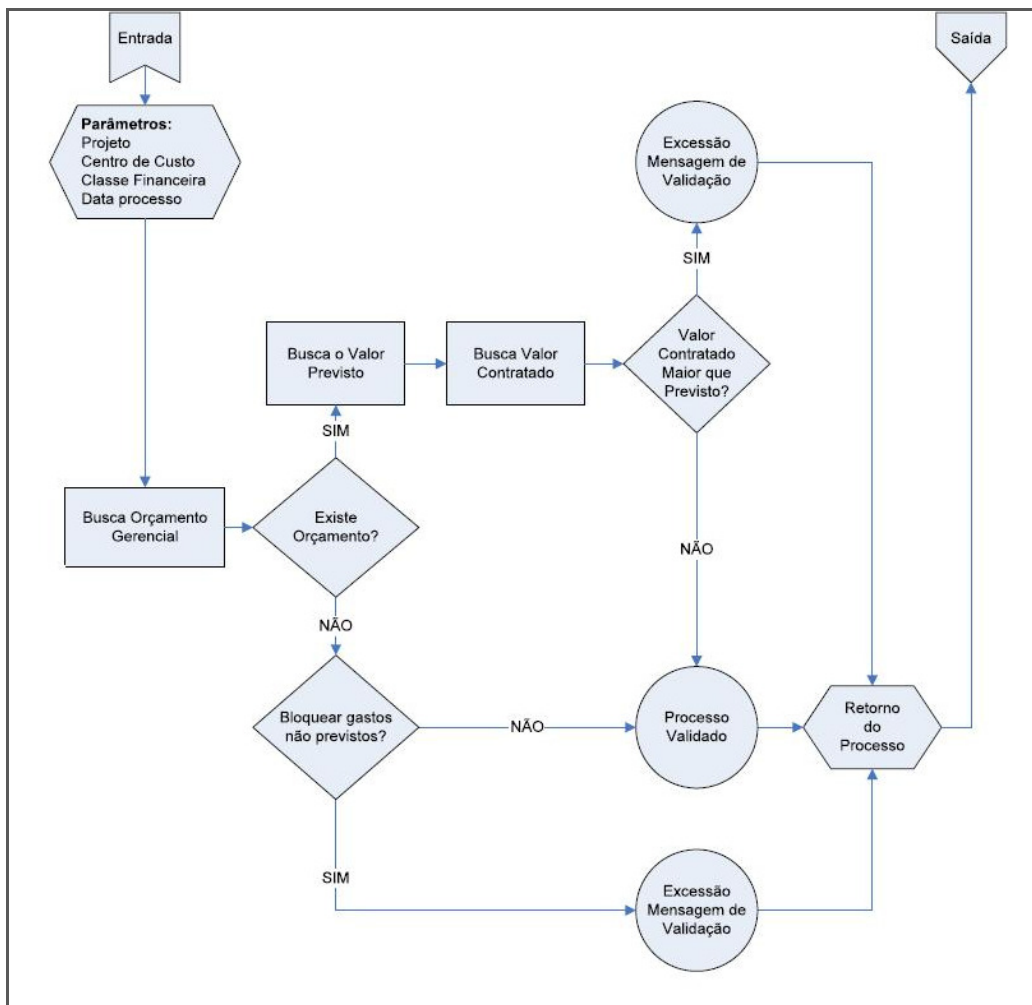 Entrada
Saída
Parâmetros:
Projeto
Centro de Custo
Classe Financeira
Data processo
Excessão
Mensagem de
Validação
SIM
Busca o Valor
Previsto
Busca Valor
Contratado
Valor
Contratado
Maior que
Previsto?
SIM
Busca Orçamento
Gerencial
Existe
Orçamento?
NÃO
NÃO
Bloquear gastos
não previstos?
NÃO
Processo
Validado
Retorno
do
Processo
SIM
Excessão
Mensagem de
Validação